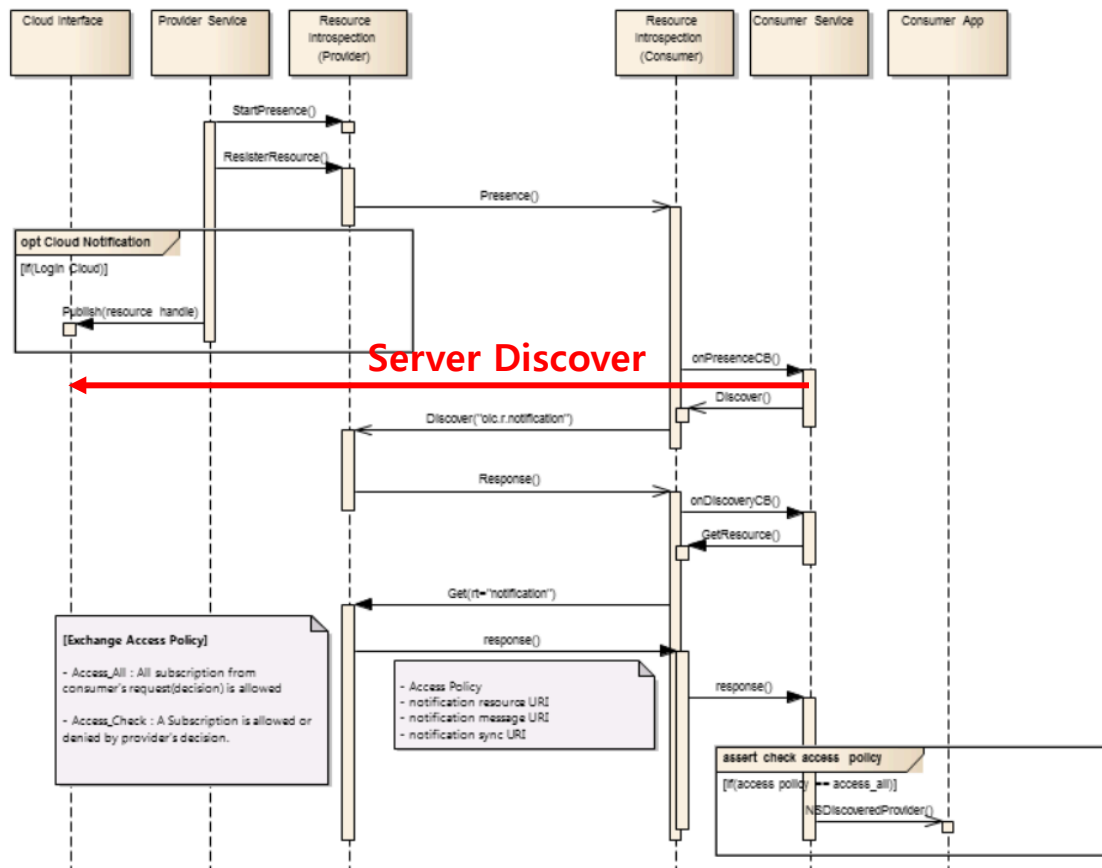 Cloud Interface
Provider Service
Resource
Introspection
(Provider)
Resource
Introspection
(Consumer)
Consumer Service
Consumer App
StartPresence()
ResisterResource()
Presence()
opt Cloud Notification
[if(Login Cloud)]
Publish(resource handle)
Server Discover
onPresenceCB()
Discover()
Discover("oic.r.notification")
Response()
onDiscoveryCB()
GetResource()
Get(rt="notification")
[Exchange Access Policy]
- Access_All : All subscription from
consumer's request(decision) is allowed
- Access_Check : A Subscription is allowed or
denied by provider's decision.
response()
- Access Policy
- notification resource URI
- notification message URI
- notification sync URI
response()
assert check access policy
[if(access policy == access_all)]
NSDiscoveredProvider()